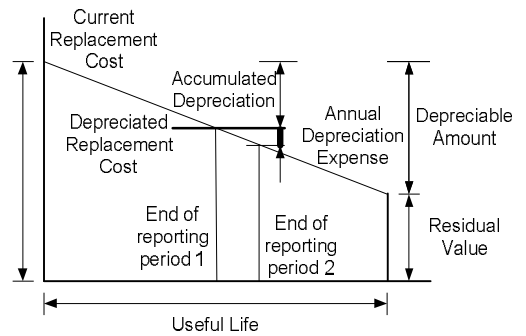 Current
Replacement
Cost
Accumulated
Depreciation
Annual
Depreciation
Expense
Depreciable
Amount
Depreciated
Replacement
Cost
End of
reporting
period 1
End of
reporting
period 2
Residual
Value
Useful Life